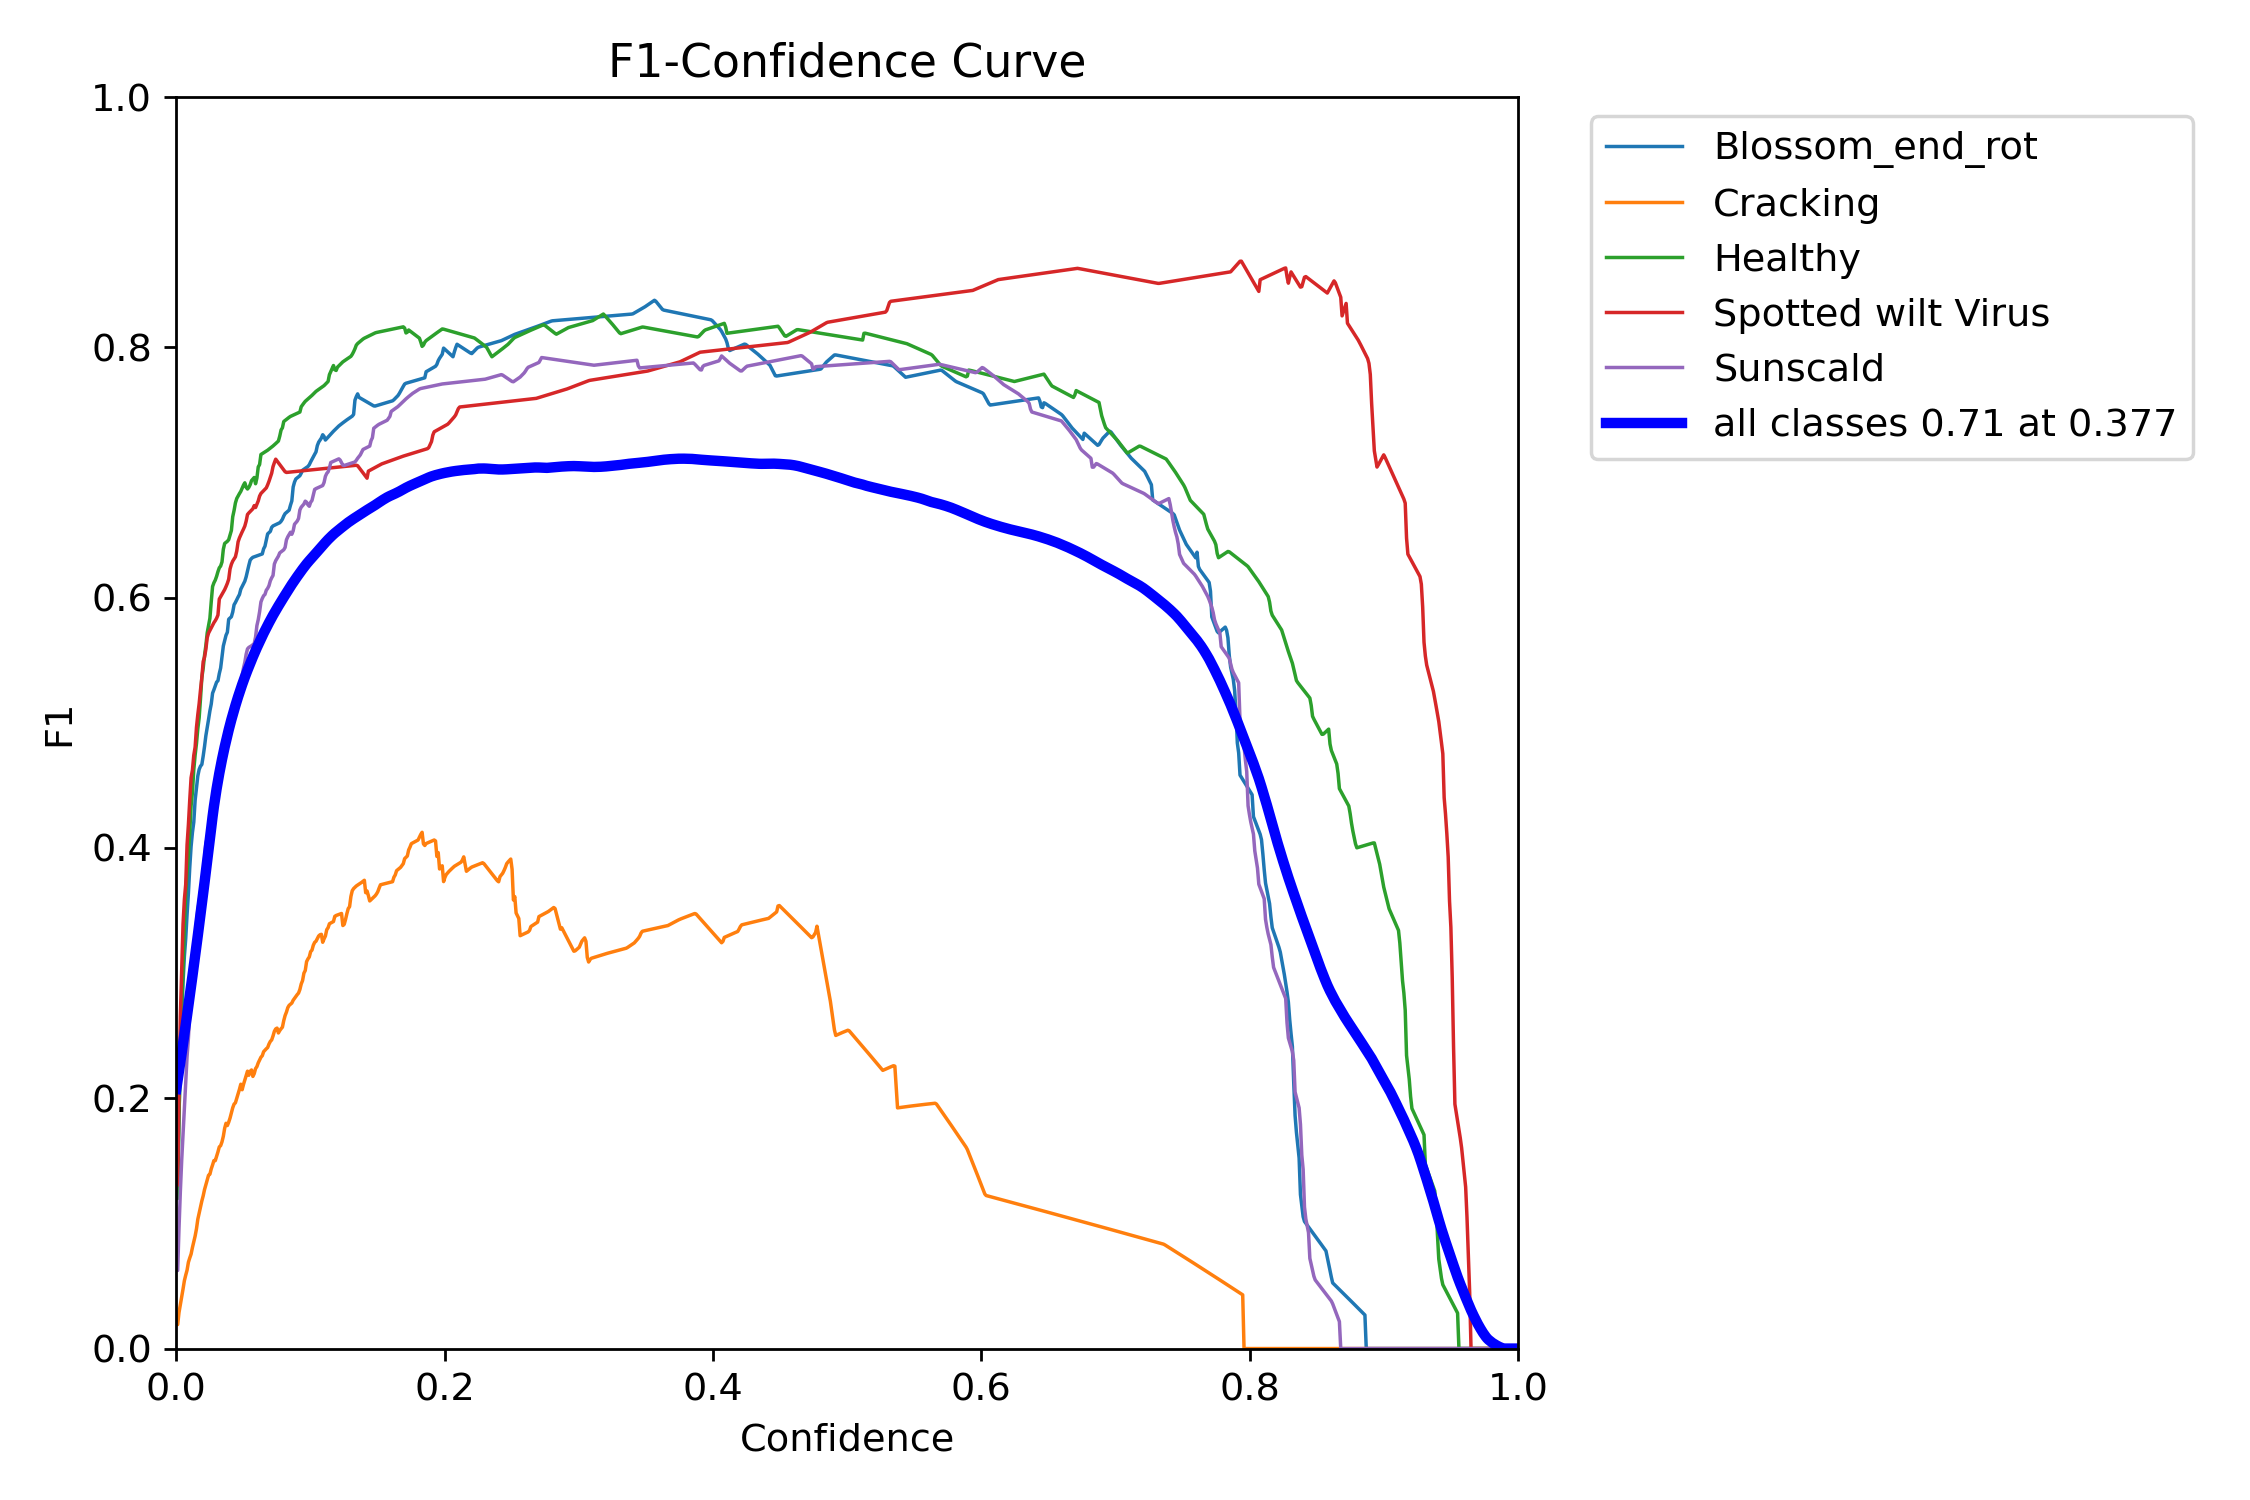 F1-Confidence Curve
1.0
0.8
0.6
0.4
0.2
0.0
F1
0.0 0.2 0.4 0.6 0.8 1.0
Confidence
Blossom_end_rot
Cracking
Healthy
Spotted wilt Virus
Sunscald
all classes 0.71 at 0.377